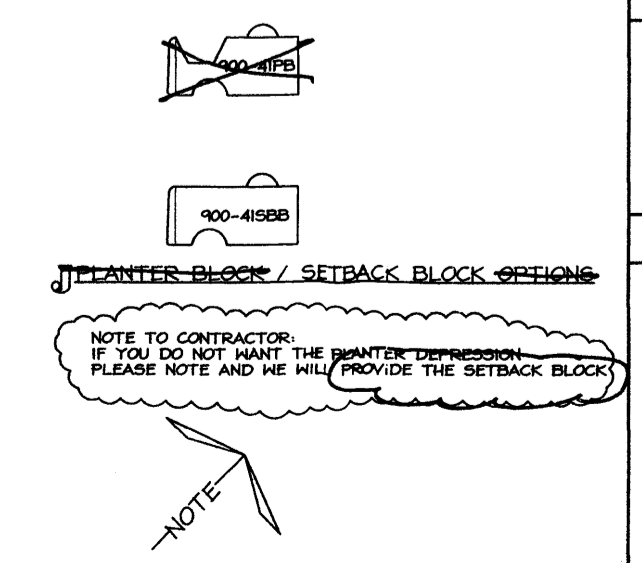 900-41PB
900-41SBB
PLANTER BLOCK / SETBACK BLOCK OPTIONS
NOTE TO CONTRACTOR:
IF YOU DO NOT WANT THE PLANTER DEPRESSION
PLEASE NOTE AND WE WILL PROVIDE THE SETBACK BLOCK
NOTE